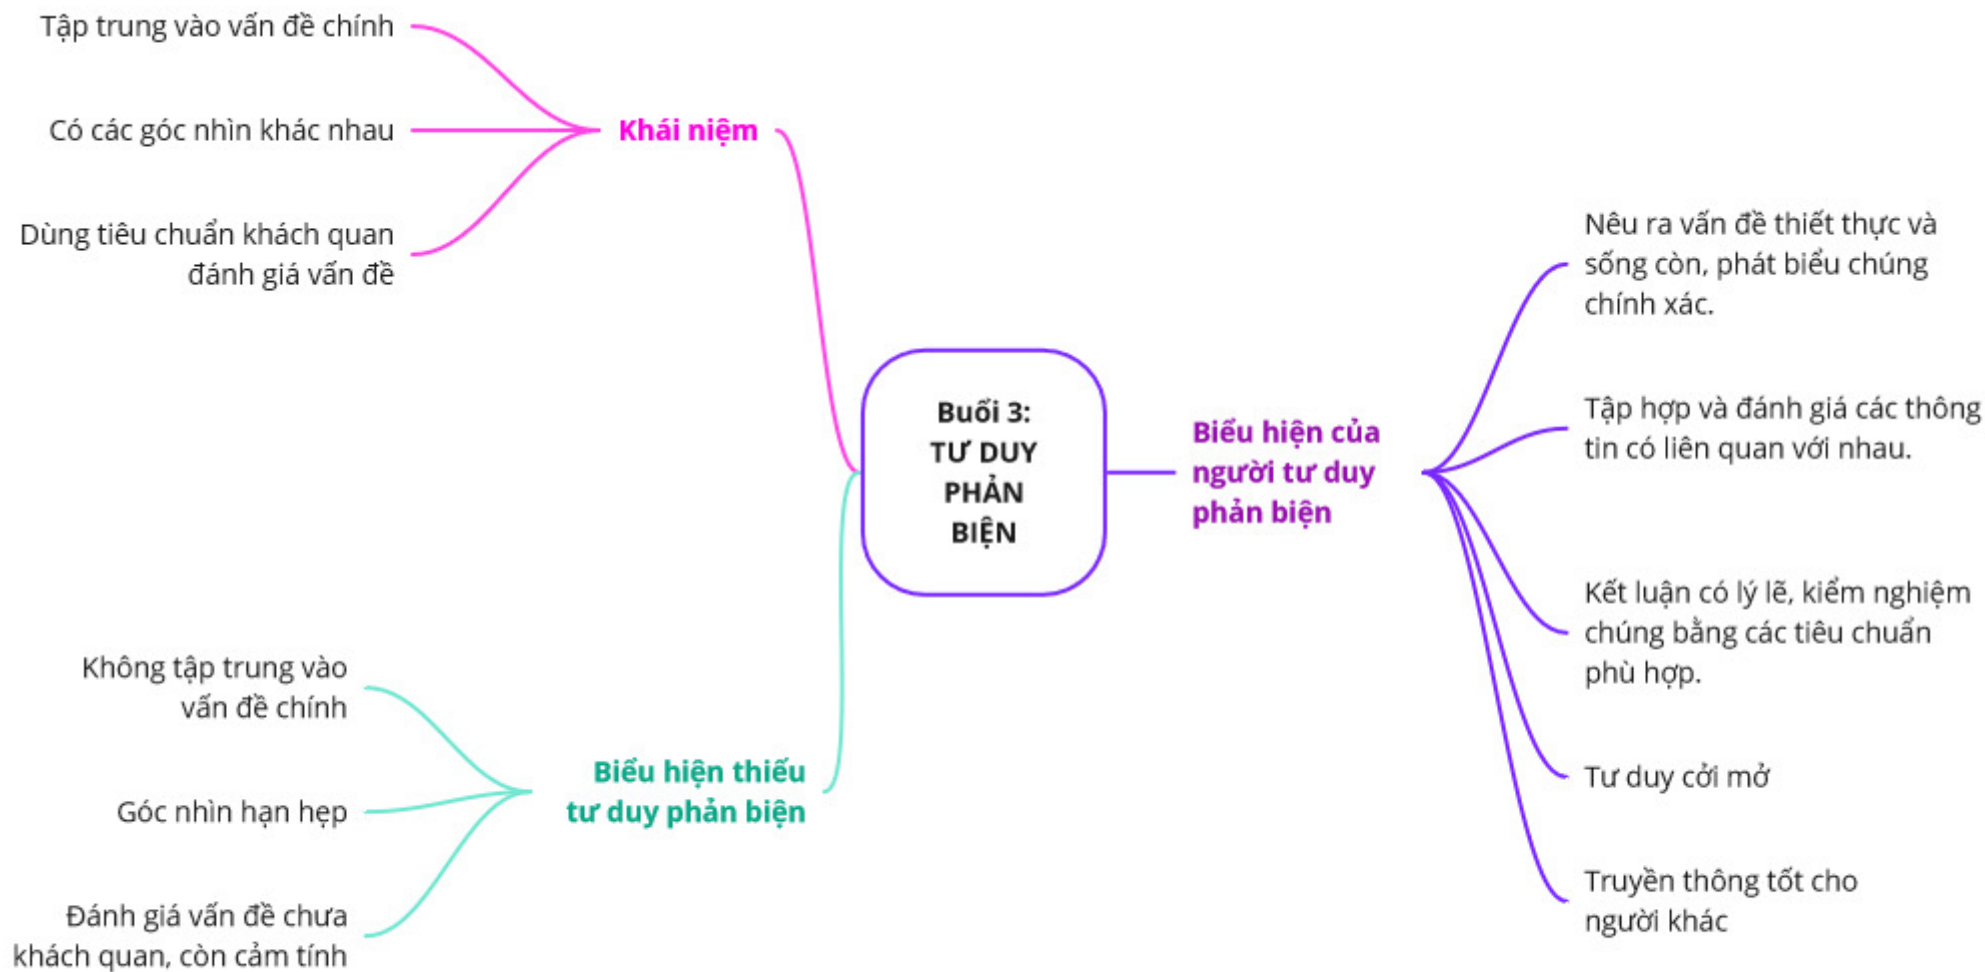 Buổi 3:
TƯ DUY
PHẢN
BIỆN
Khái niệm
Tập trung vào vấn đề chính
Có các góc nhìn khác nhau
Dùng tiêu chuẩn khách quan
đánh giá vấn đề
Biểu hiện thiếu
tư duy phản biện
Không tập trung vào
vấn đề chính
Góc nhìn hạn hẹp
Đánh giá vấn đề chưa
khách quan, còn cảm tính
Biểu hiện của
người tư duy
phản biện
Nêu ra vấn đề thiết thực và
sống còn, phát biểu chúng
chính xác.
Tập hợp và đánh giá các thông
tin có liên quan với nhau.
Kết luận có lý lẽ, kiểm nghiệm
chúng bằng các tiêu chuẩn
phù hợp.
Tư duy cởi mở
Truyền thông tốt cho
người khác